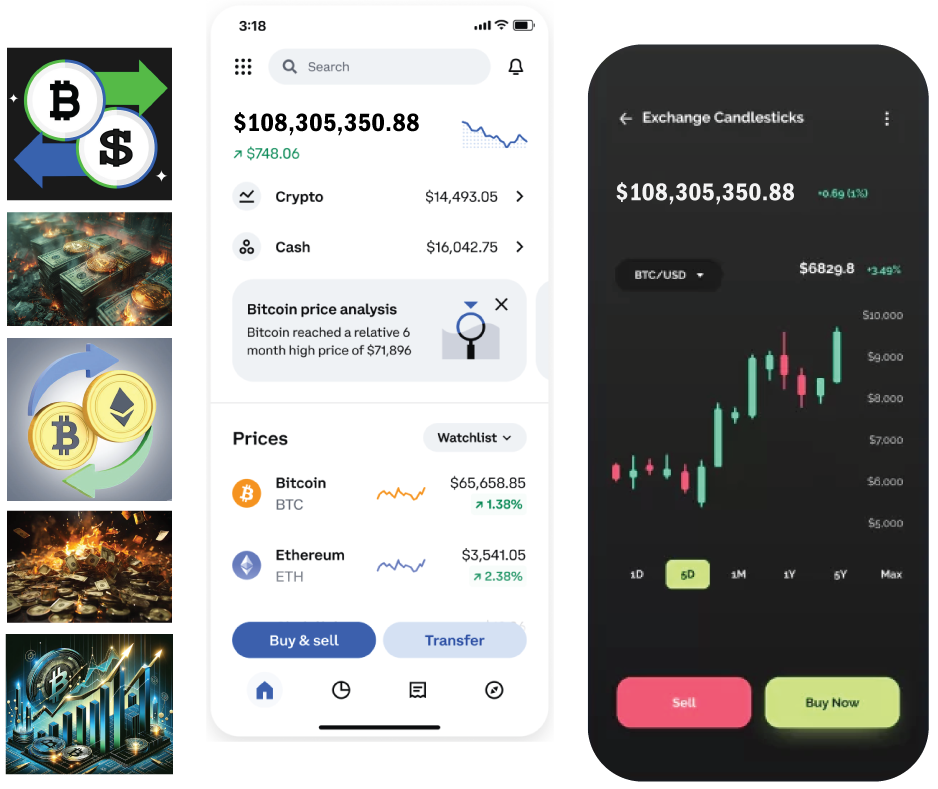 3:18
Search
$108,305,350.88
↗ $748.06
Crypto $14,493.05
Cash $16,042.75
Bitcoin price analysis
Bitcoin reached a relative 6
month high price of $71,896
Prices Watchlist
Bitcoin $65,658.85
BTC ↗ 1.38%
Ethereum $3,541.05
ETH ↗ 2.38%
Buy & sell Transfer
← Exchange Candlesticks
$108,305,350.88 +0.69 (1%)
BTC/USD $6829.8 +3.49%
$10,000
$9,000
$8,000
$7,000
$6,000
$5,000
1D 5D 1M 1Y 5Y Max
Sell Buy Now